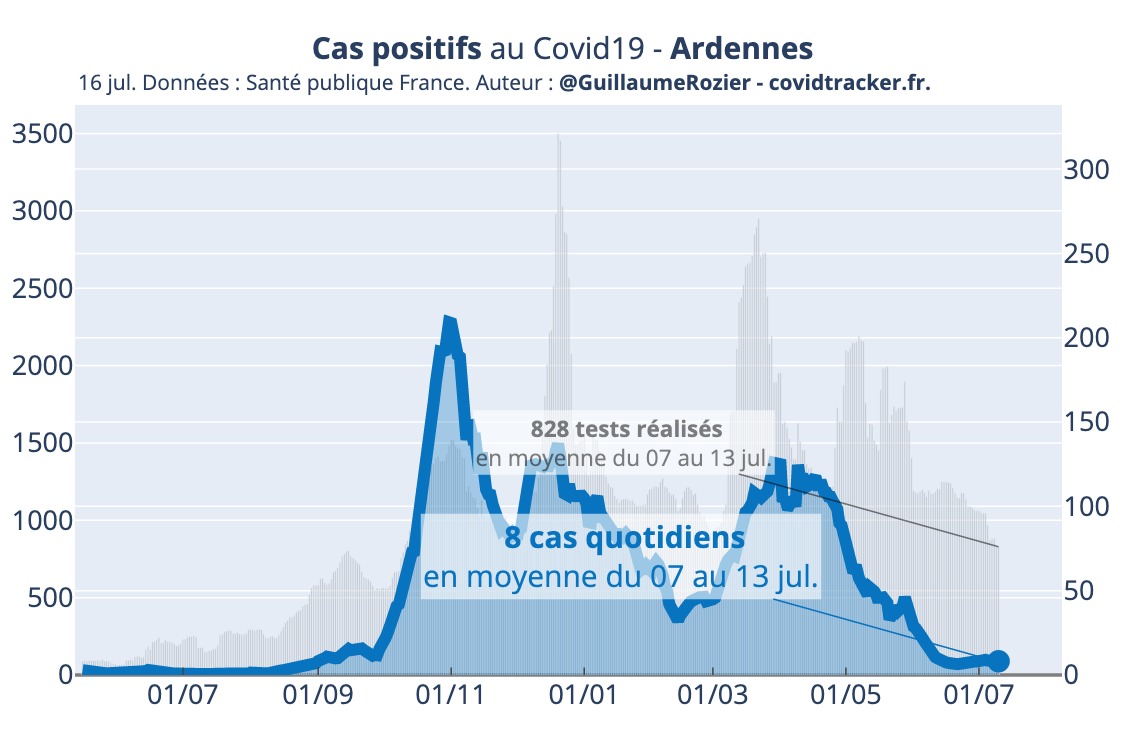 Cas positifs au Covid19 - Ardennes
16 jul. Données : Santé publique France. Auteur : @GuillaumeRozier - covidtracker.fr.
3500
3000
2500
2000
1500
1000
500
0
300
250
200
150
100
50
0
828 tests réalisés
en moyenne du 07 au 13 jul.
8 cas quotidiens
en moyenne du 07 au 13 jul.
01/07 01/09 01/11 01/01 01/03 01/05 01/07